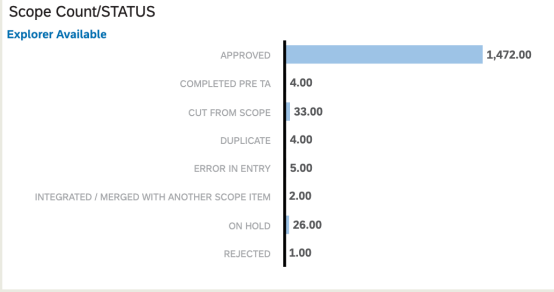 Scope Count/STATUS
Explorer Available
APPROVED 1,472.00
COMPLETED PRE TA 4.00
CUT FROM SCOPE 33.00
DUPLICATE 4.00
ERROR IN ENTRY 5.00
INTEGRATED / MERGED WITH ANOTHER SCOPE ITEM 2.00
ON HOLD 26.00
REJECTED 1.00